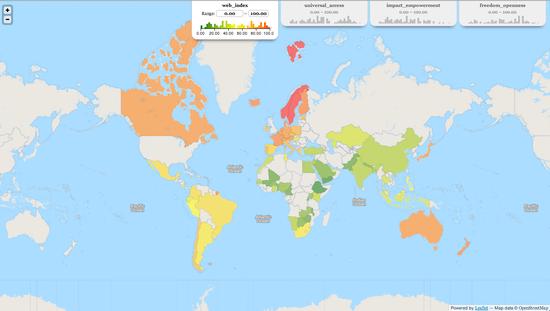 web_index
Range: 0.00 - 100.00
0.00 20.00 40.00 60.00 80.00 100.0
universal_access
0.00 - 100.00
impact_empowerment
0.00 - 100.00
freedom_openness
0.00 - 100.00
+
-
Atlantic
Ocean
Pacific
Ocean
Atlantic
Ocean
Indian
Ocean
Pacific
Ocean
Powered by Leaflet — Map data © OpenStreetMap